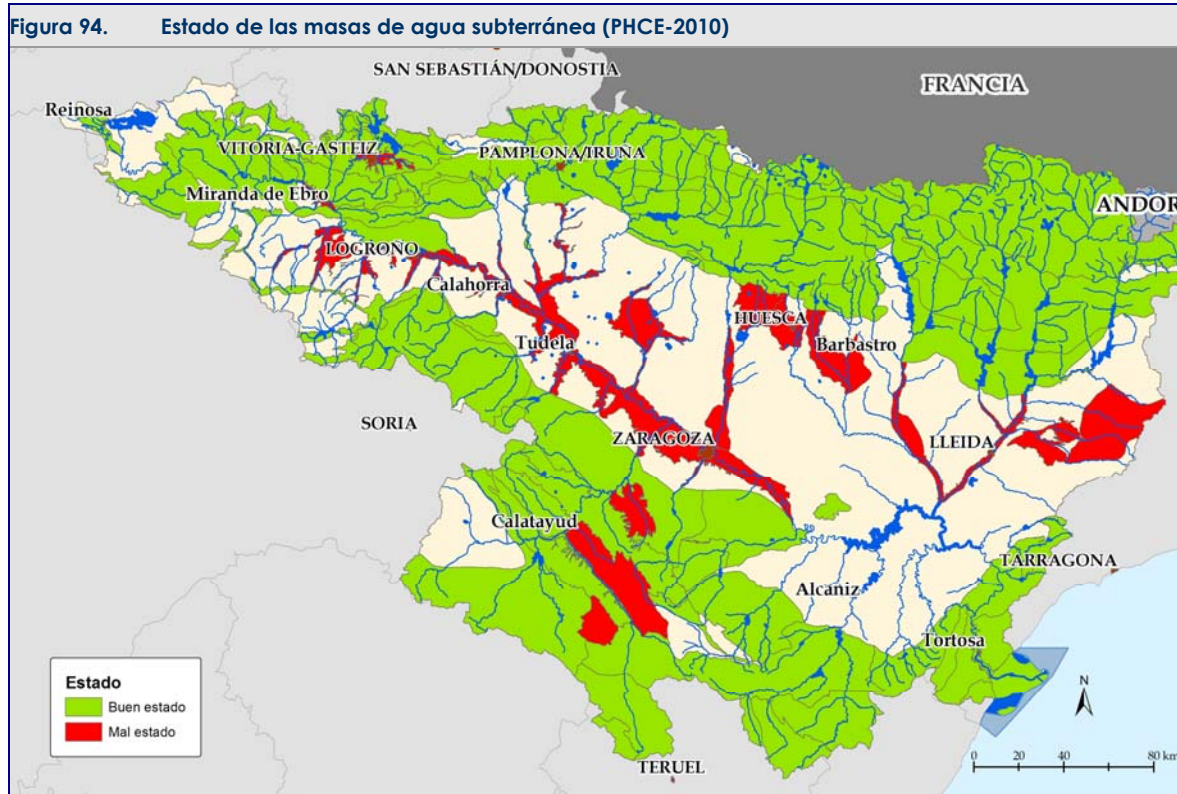 Figura 94. Estado de las masas de agua subterránea (PHCE-2010)
SAN SEBASTIÁN/DONOSTIA
FRANCIA
Reinosa
VITORIA-GASTEIZ
PAMPLONA/IRUÑA
Miranda de Ebro
ANDOR
LOGROÑO
Calahorra
HUESCA
Barbastro
Tudela
SORIA
ZARAGOZA
LLEIDA
Calatayud
TARRAGONA
Alcaniz
Tortosa
Estado
Buen estado
Mal estado
N
0 20 40 80 km
TERUEL